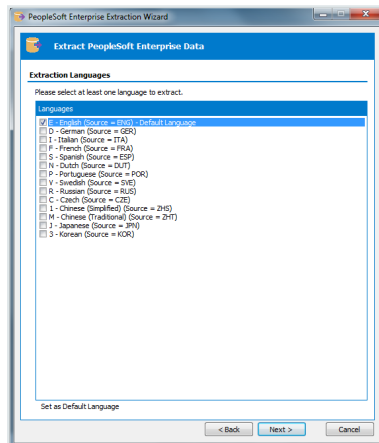 PeopleSoft Enterprise Extraction Wizard
Extract PeopleSoft Enterprise Data
Extraction Languages
Please select at least one language to extract.
Languages
E - English (Source = ENG) - Default Language
D - German (Source = GER)
I - Italian (Source = ITA)
F - French (Source = FRA)
S - Spanish (Source = ESP)
N - Dutch (Source = DUT)
P - Portuguese (Source = POR)
V - Swedish (Source = SVE)
R - Russian (Source = RUS)
C - Czech (Source = CZE)
1 - Chinese (Simplified) (Source = ZHS)
M - Chinese (Traditional) (Source = ZHT)
J - Japanese (Source = JPN)
3 - Korean (Source = KOR)
Set as Default Language
< Back Next > Cancel